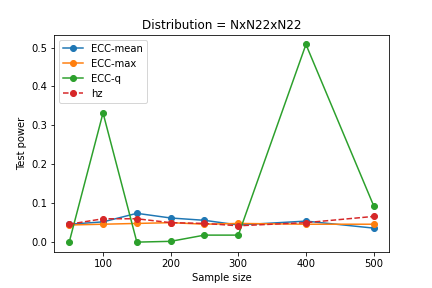 Distribution = NxN22xN22
ECC-mean
ECC-max
ECC-q
hz
Test power
0.5
0.4
0.3
0.2
0.1
0.0
100
200
300
400
500
Sample size